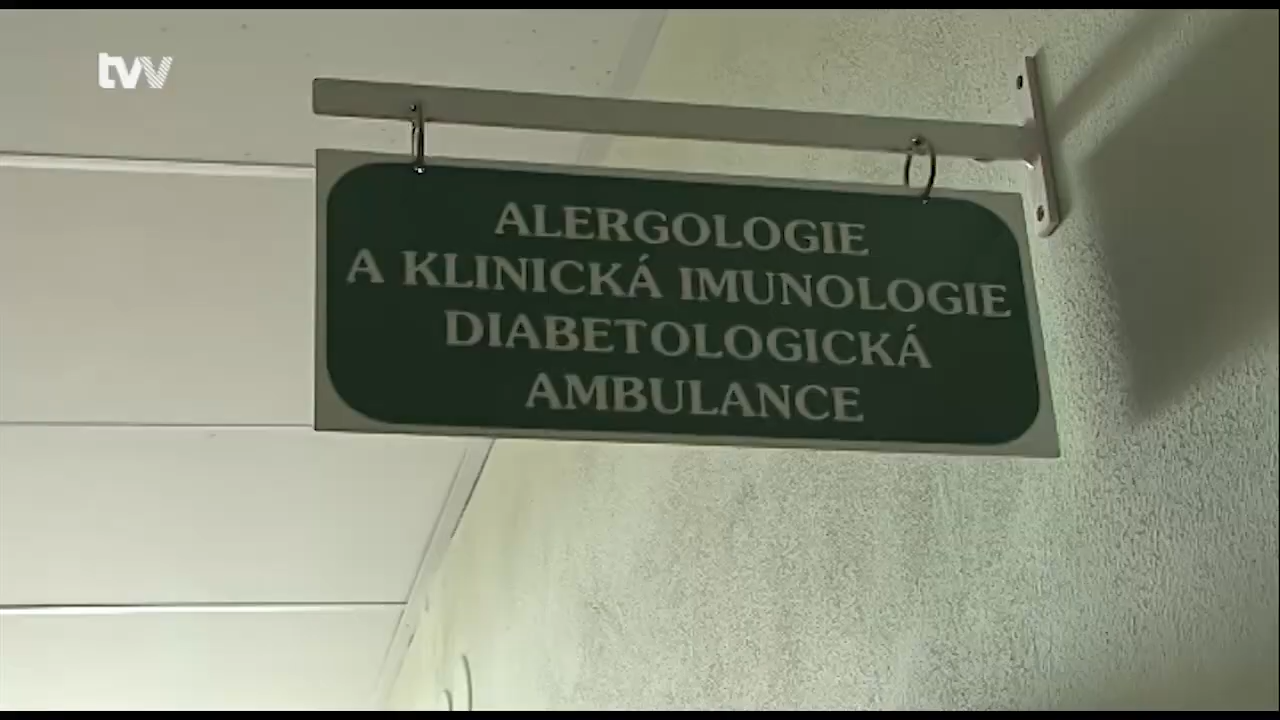 tvv
ALERGOLOGIE
A KLINICKÁ IMUNOLOGIE
DIABETOLOGICKÁ
AMBULANCE